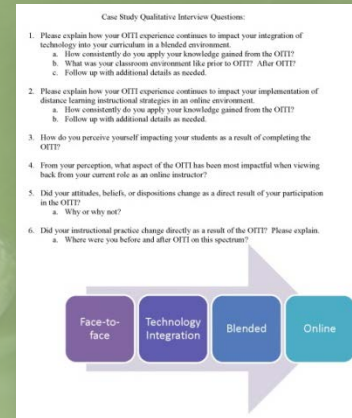 Case Study Qualitative Interview Questions:
1. Please explain how your OITI experience continues to impact your integration of
technology into your curriculum in a blended environment.
a. How consistently do you apply your knowledge gained from the OITI?
b. What was your classroom environment like prior to OITI? After OITI?
c. Follow up with additional details as needed.
2. Please explain how your OITI experience continues to impact your implementation of
distance learning instructional strategies in an online environment.
a. How consistently do you apply your knowledge gained from the OITI?
b. Follow up with additional details as needed.
3. How do you perceive yourself impacting your students as a result of completing the
OITI?
4. From your perception, what aspect of the OITI has been most impactful when viewing
back from your current role as an online instructor?
5. Did your attitudes, beliefs, or dispositions change as a direct result of your participation
in the OITI?
a. Why or why not?
6. Did your instructional practice change directly as a result of the OITI? Please explain.
a. Where were you before and after OITI on this spectrum?
Face-to-
face
Technology
Integration
Blended
Online